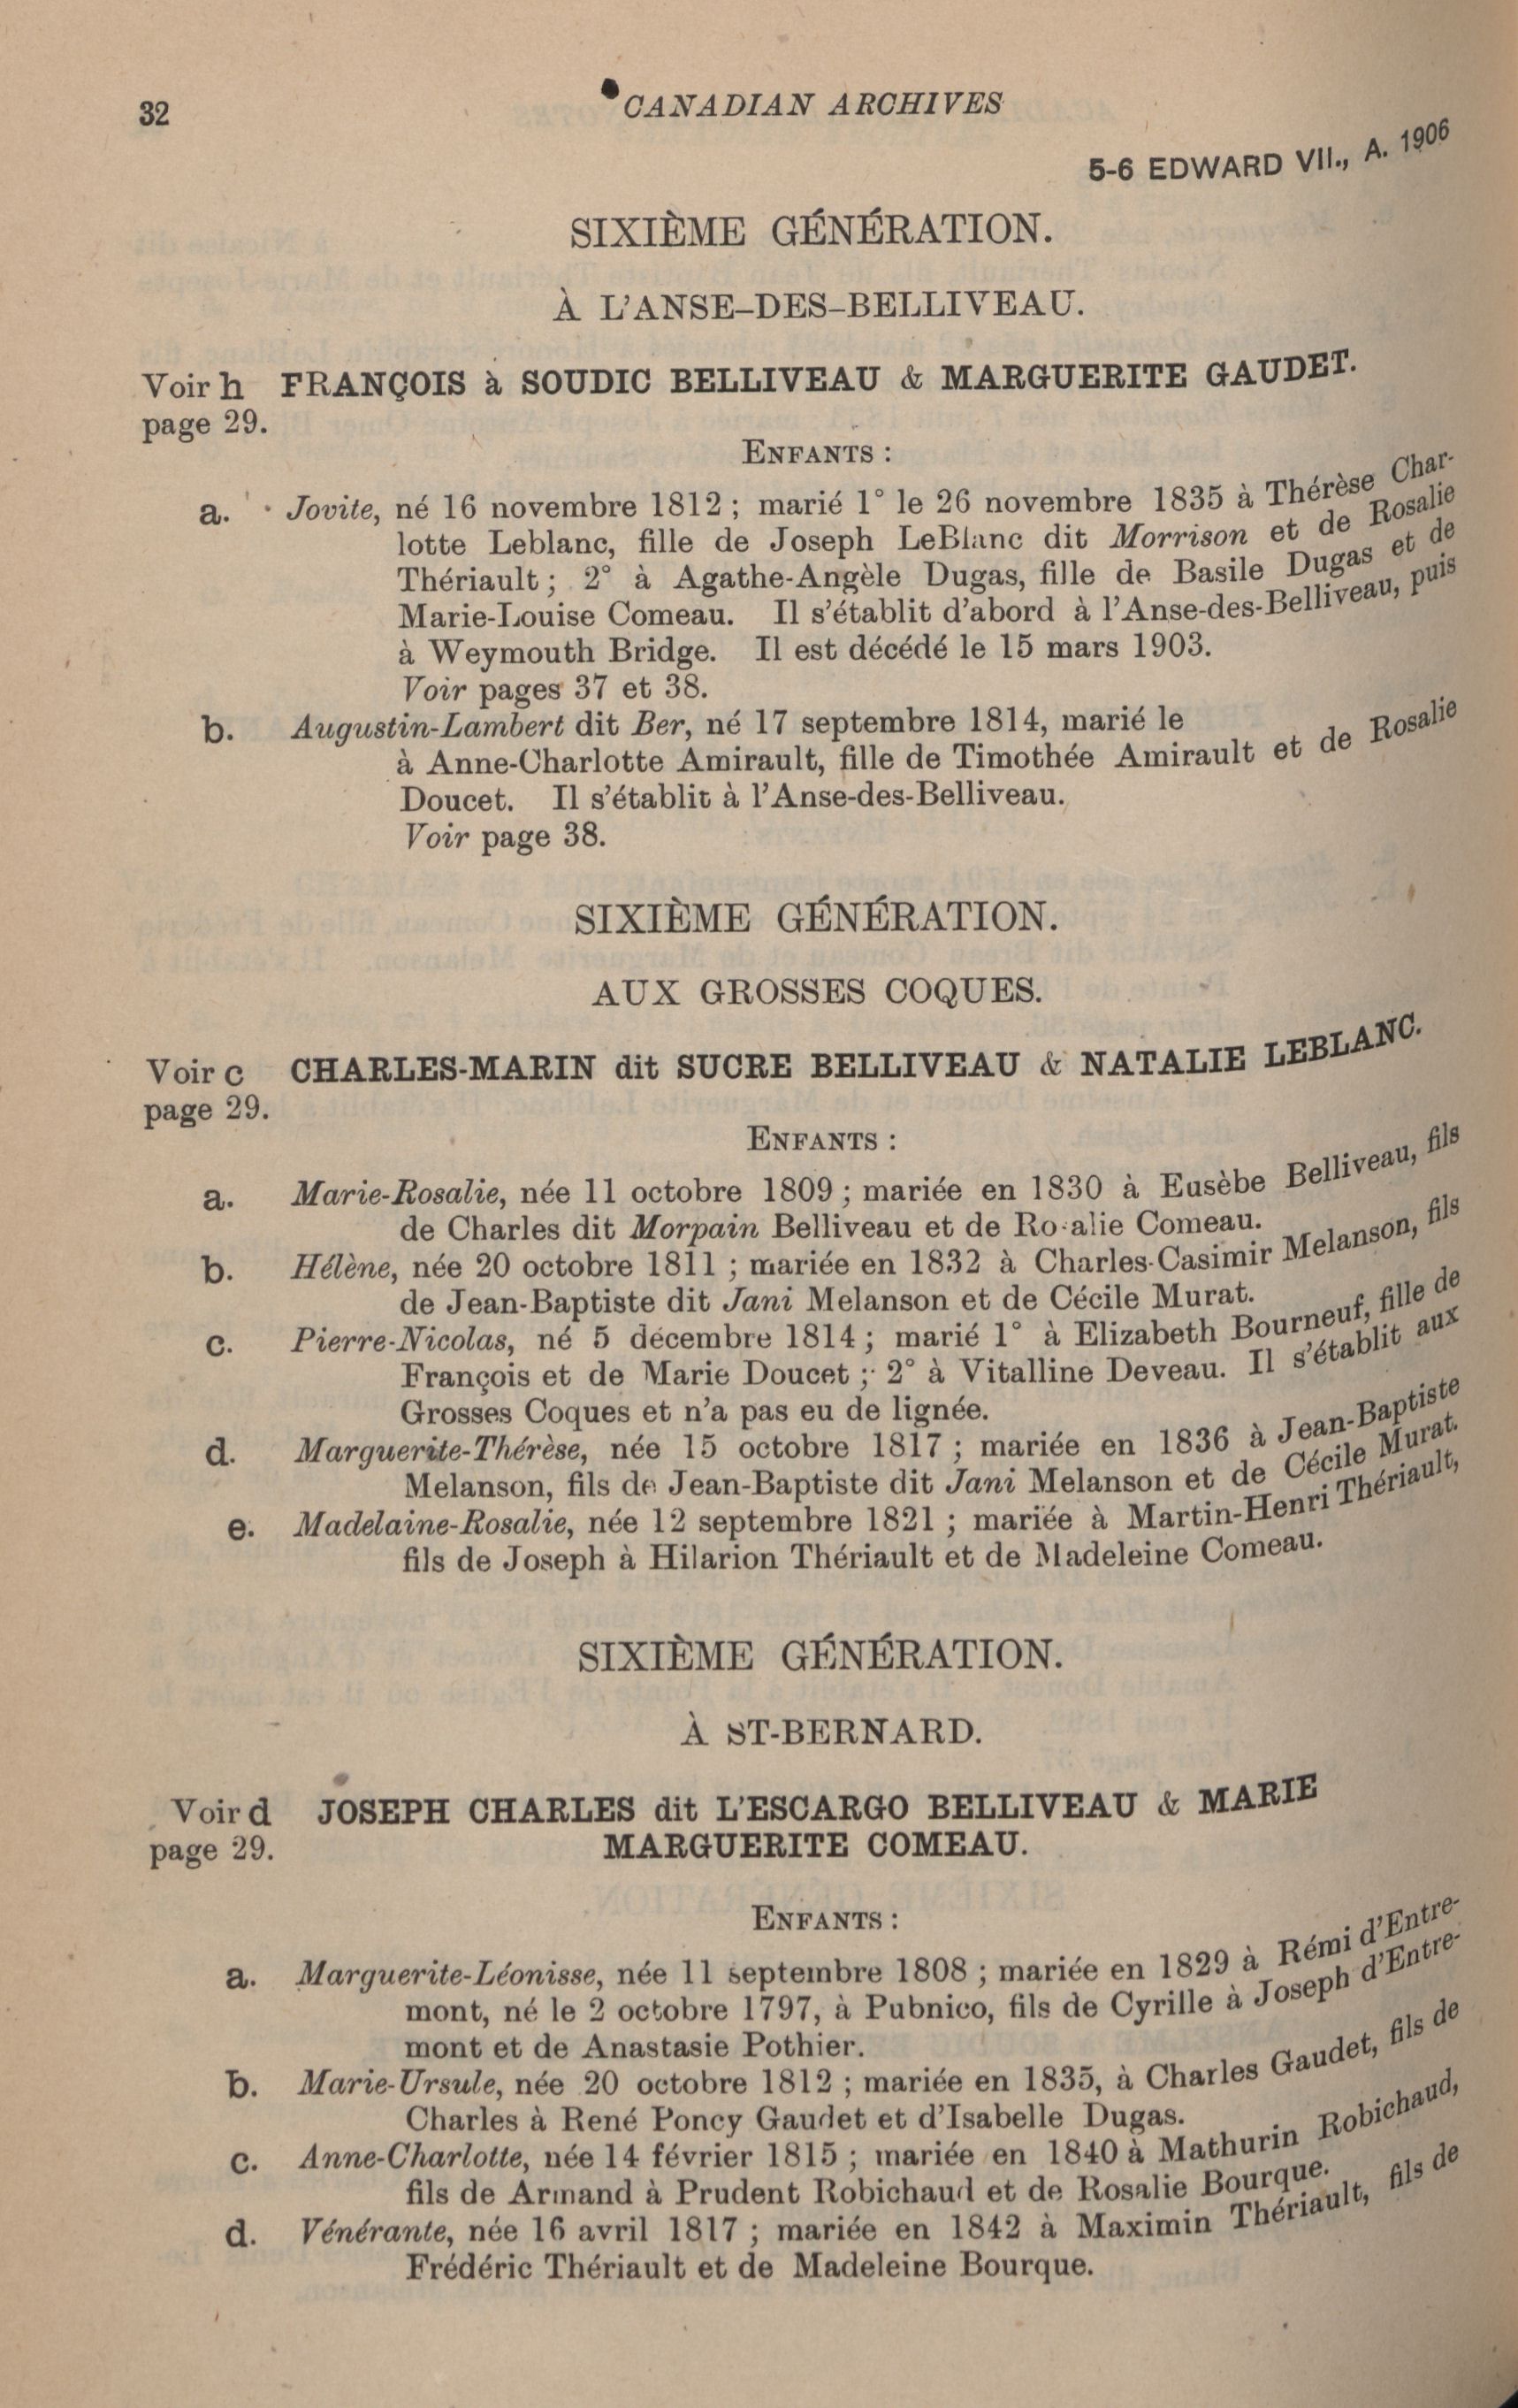 32
CANADIAN ARCHIVES
5-6 EDWARD VII., A. 1906
SIXIÈME GÉNÉRATION.
À L'ANSE-DES-BELLIVEAU.
Voir h FRANÇOIS à SOUDIC BELLIVEAU & MARGUERITE GAUDET.
page 29.
ENFANTS :
a. Jovite, né 16 novembre 1812 ; marié 1° le 26 novembre 1835 à Thérèse Char-
lotte Leblanc, fille de Joseph LeBlanc dit Morrison et de Rosalie
Thériault ; 2° à Agathe-Angèle Dugas, fille de Basile Dugas et de
Marie-Louise Comeau. Il s'établit d'abord à l'Anse-des-Belliveau, puis
à Weymouth Bridge. Il est décédé le 15 mars 1903.
Voir pages 37 et 38.
b. Augustin-Lambert dit Ber, né 17 septembre 1814, marié le
à Anne-Charlotte Amirault, fille de Timothée Amirault et de Rosalie
Doucet. Il s'établit à l'Anse-des-Belliveau.
Voir page 38.
SIXIÈME GÉNÉRATION.
AUX GROSSES COQUES.
Voir c CHARLES-MARIN dit SUCRE BELLIVEAU & NATALIE LEBLANC.
page 29.
ENFANTS :
a. Marie-Rosalie, née 11 octobre 1809 ; mariée en 1830 à Eusèbe Belliveau, fils
de Charles dit Morpain Belliveau et de Rosalie Comeau.
b. Hélène, née 20 octobre 1811 ; mariée en 1832 à Charles-Casimir Melanson, fils
de Jean-Baptiste dit Jani Melanson et de Cécile Murat.
c. Pierre-Nicolas, né 5 décembre 1814 ; marié 1° à Elizabeth Bourneuf, fille de
François et de Marie Doucet ; 2° à Vitalline Deveau. Il s'établit aux
Grosses Coques et n'a pas eu de lignée.
d. Marguerite-Thérèse, née 15 octobre 1817 ; mariée en 1836 à Jean-Baptiste
Melanson, fils de Jean-Baptiste dit Jani Melanson et de Cécile Murat.
e. Madelaine-Rosalie, née 12 septembre 1821 ; mariée à Martin-Henri Thériault,
fils de Joseph à Hilarion Thériault et de Madeleine Comeau.
SIXIÈME GÉNÉRATION.
À ST-BERNARD.
Voir d JOSEPH CHARLES dit L'ESCARGO BELLIVEAU & MARIE
page 29. MARGUERITE COMEAU.
ENFANTS :
a. Marguerite-Léonisse, née 11 septembre 1808 ; mariée en 1829 à Rémi d'Entre-
mont, né le 2 octobre 1797, à Pubnico, fils de Cyrille à Joseph d'Entre-
mont et de Anastasie Pothier.
b. Marie-Ursule, née 20 octobre 1812 ; mariée en 1835, à Charles Gaudet, fils de
Charles à René Poncy Gaudet et d'Isabelle Dugas.
c. Anne-Charlotte, née 14 février 1815 ; mariée en 1840 à Mathurin Robichaud,
fils de Armand à Prudent Robichaud et de Rosalie Bourque.
d. Vénérante, née 16 avril 1817 ; mariée en 1842 à Maximin Thériault, fils de
Frédéric Thériault et de Madeleine Bourque.